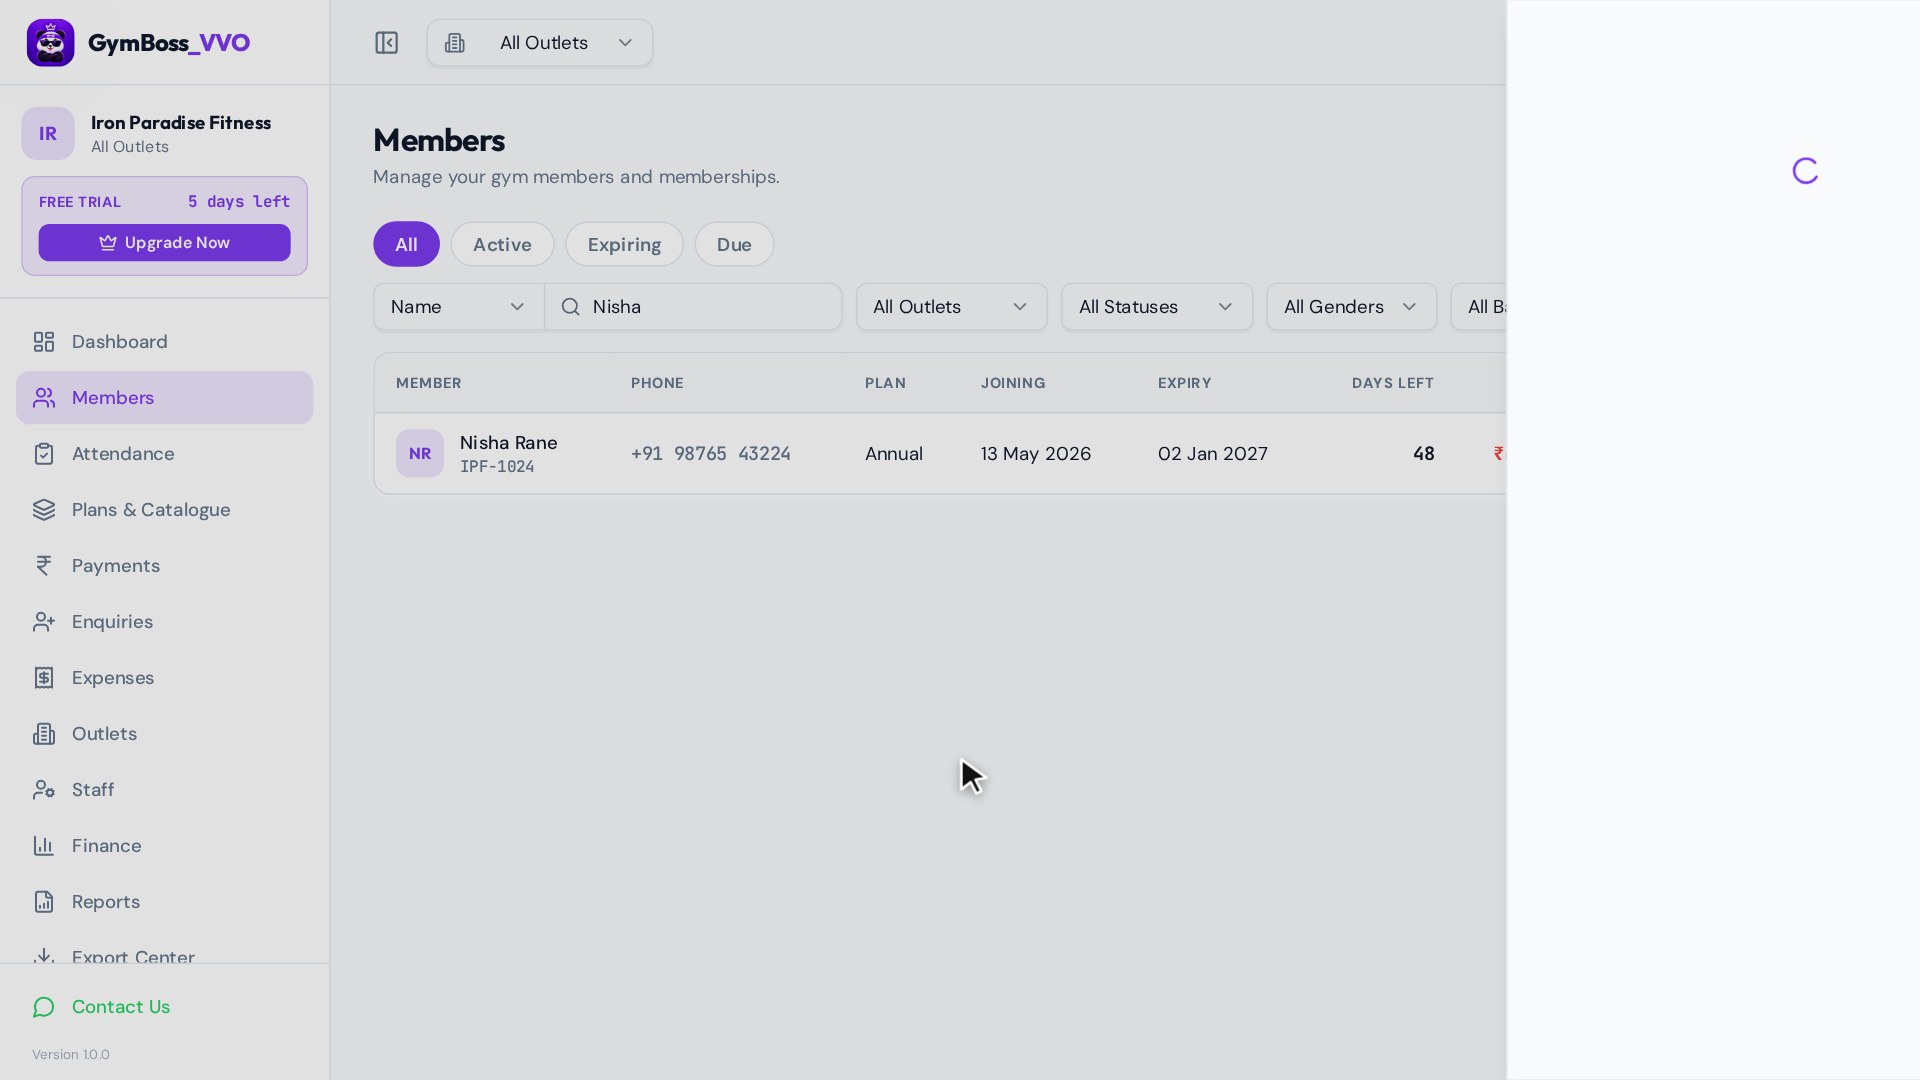 GymBoss_VVO
All Outlets
IR
Iron Paradise Fitness
All Outlets
FREE TRIAL
5 days left
Upgrade Now
Dashboard
Members
Attendance
Plans & Catalogue
Payments
Enquiries
Expenses
Outlets
Staff
Finance
Reports
Export Center
Contact Us
Version 1.0.0
Members
Manage your gym members and memberships.
All
Active
Expiring
Due
Name
Nisha
All Outlets
All Statuses
All Genders
All
MEMBER
PHONE
PLAN
JOINING
EXPIRY
DAYS LEFT
NR
Nisha Rane
IPF-1024
+91 98765 43224
Annual
13 May 2026
02 Jan 2027
48
₹